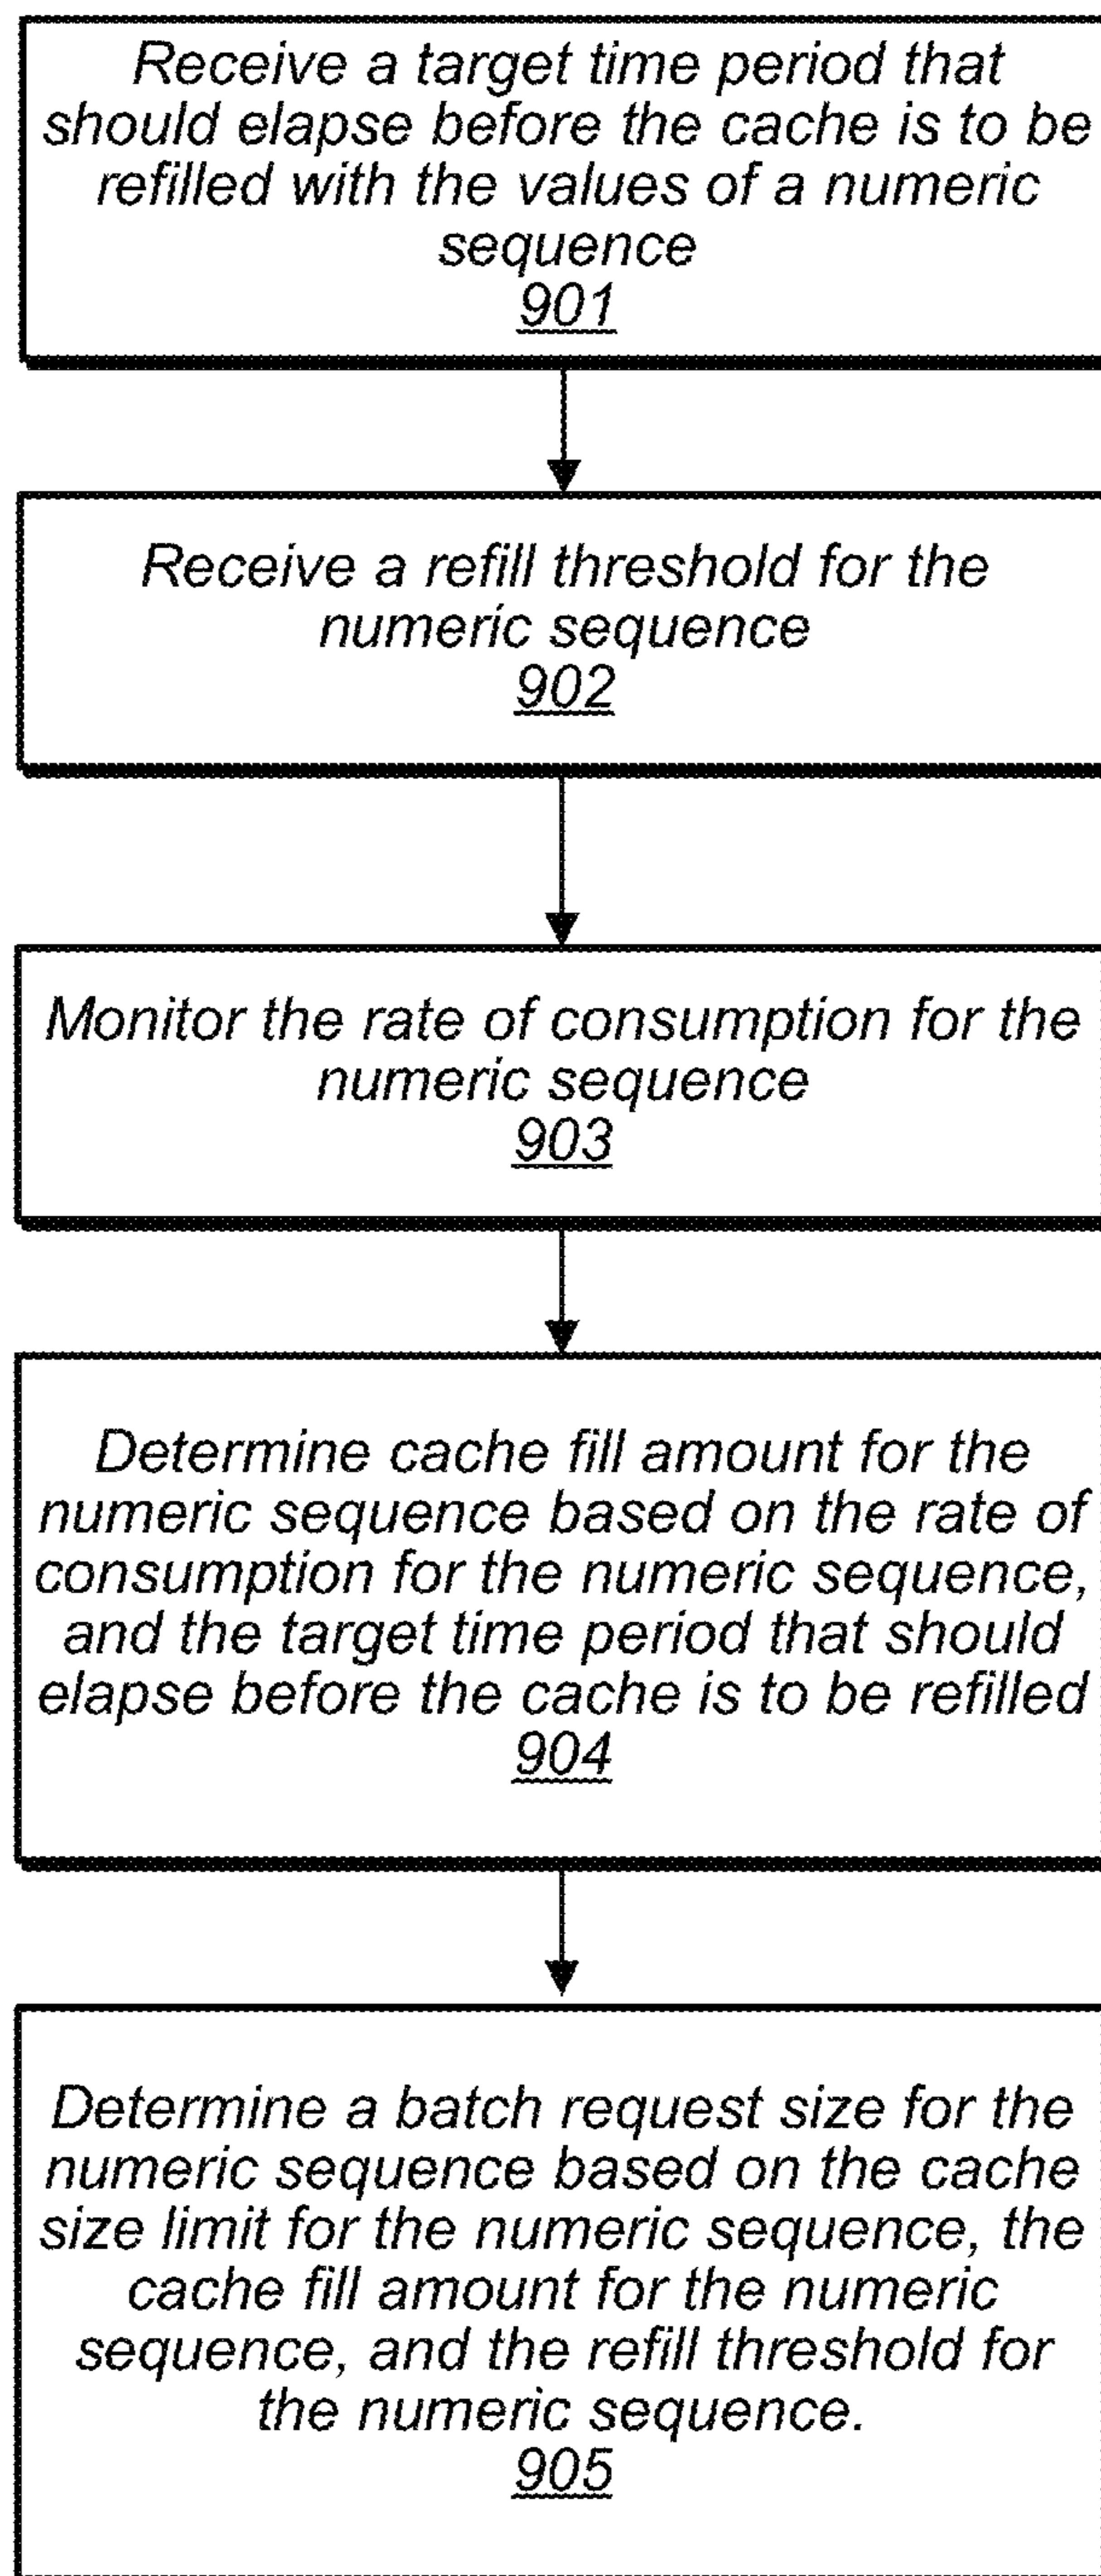 Receive a target time period that
should elapse before the cache is to be
refilled with the values of a numeric
sequence
901
Receive a refill threshold for the
numeric sequence
902
Monitor the rate of consumption for the
numeric sequence
903
Determine cache fill amount for the
numeric sequence based on the rate of
consumption for the numeric sequence,
and the target time period that should
elapse before the cache is to be refilled
904
Determine a batch request size for the
numeric sequence based on the cache
size limit for the numeric sequence, the
cache fill amount for the numeric
sequence, and the refill threshold for
the numeric sequence.
905